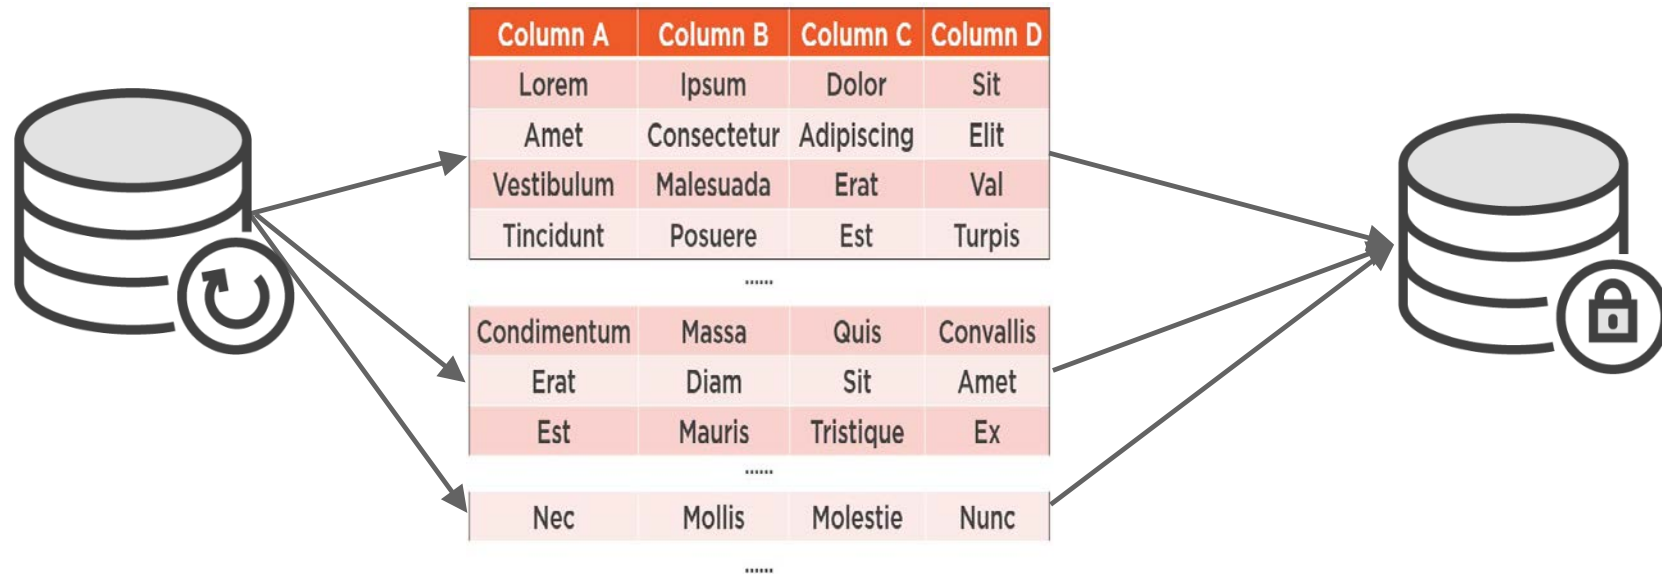 Column A Column B Column C Column D
Lorem Ipsum Dolor Sit
Amet Consectetur Adipiscing Elit
Vestibulum Malesuada Erat Val
Tincidunt Posuere Est Turpis
......
Condimentum Massa Quis Convallis
Erat Diam Sit Amet
Est Mauris Tristique Ex
......
Nec Mollis Molestie Nunc
......